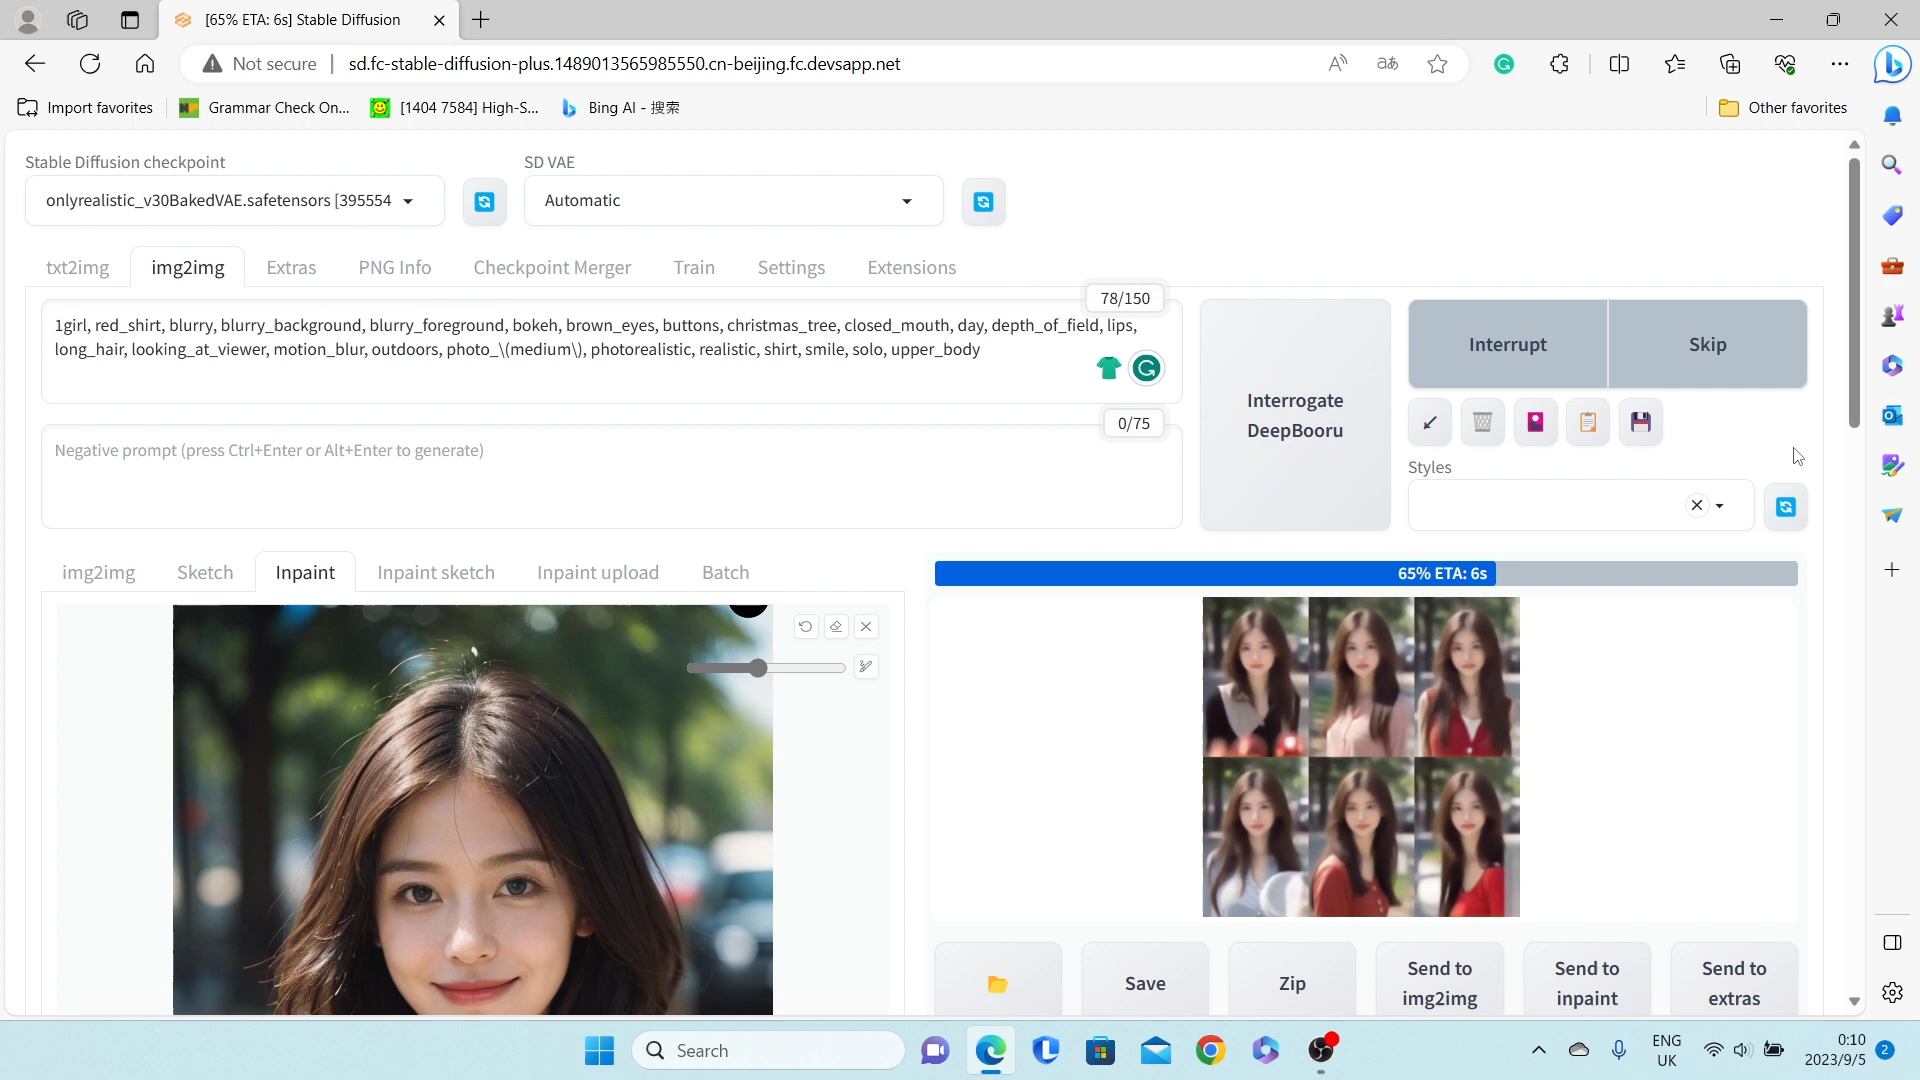 [65% ETA: 6s] Stable Diffusion
Not secure
sd.fc-stable-diffusion-plus.1489013565985550.cn-beijing.fc.devsapp.net
Import favorites
Grammar Check On...
[1404 7584] High-S...
Bing AI - 搜索
Other favorites
Stable Diffusion checkpoint
SD VAE
onlyrealistic_v30BakedVAE.safetensors [395554
Automatic
txt2img
img2img
Extras
PNG Info
Checkpoint Merger
Train
Settings
Extensions
78/150
1girl, red_shirt, blurry, blurry_background, blurry_foreground, bokeh, brown_eyes, buttons, christmas_tree, closed_mouth, day, depth_of_field, lips,
long_hair, looking_at_viewer, motion_blur, outdoors, photo_\(medium\), photorealistic, realistic, shirt, smile, solo, upper_body
0/75
Negative prompt (press Ctrl+Enter or Alt+Enter to generate)
Interrogate
DeepBooru
Interrupt
Skip
Styles
img2img
Sketch
Inpaint
Inpaint sketch
Inpaint upload
Batch
65% ETA: 6s
Save
Zip
Send to
img2img
Send to
inpaint
Send to
extras
Search
ENG
UK
0:10
2023/9/5
2